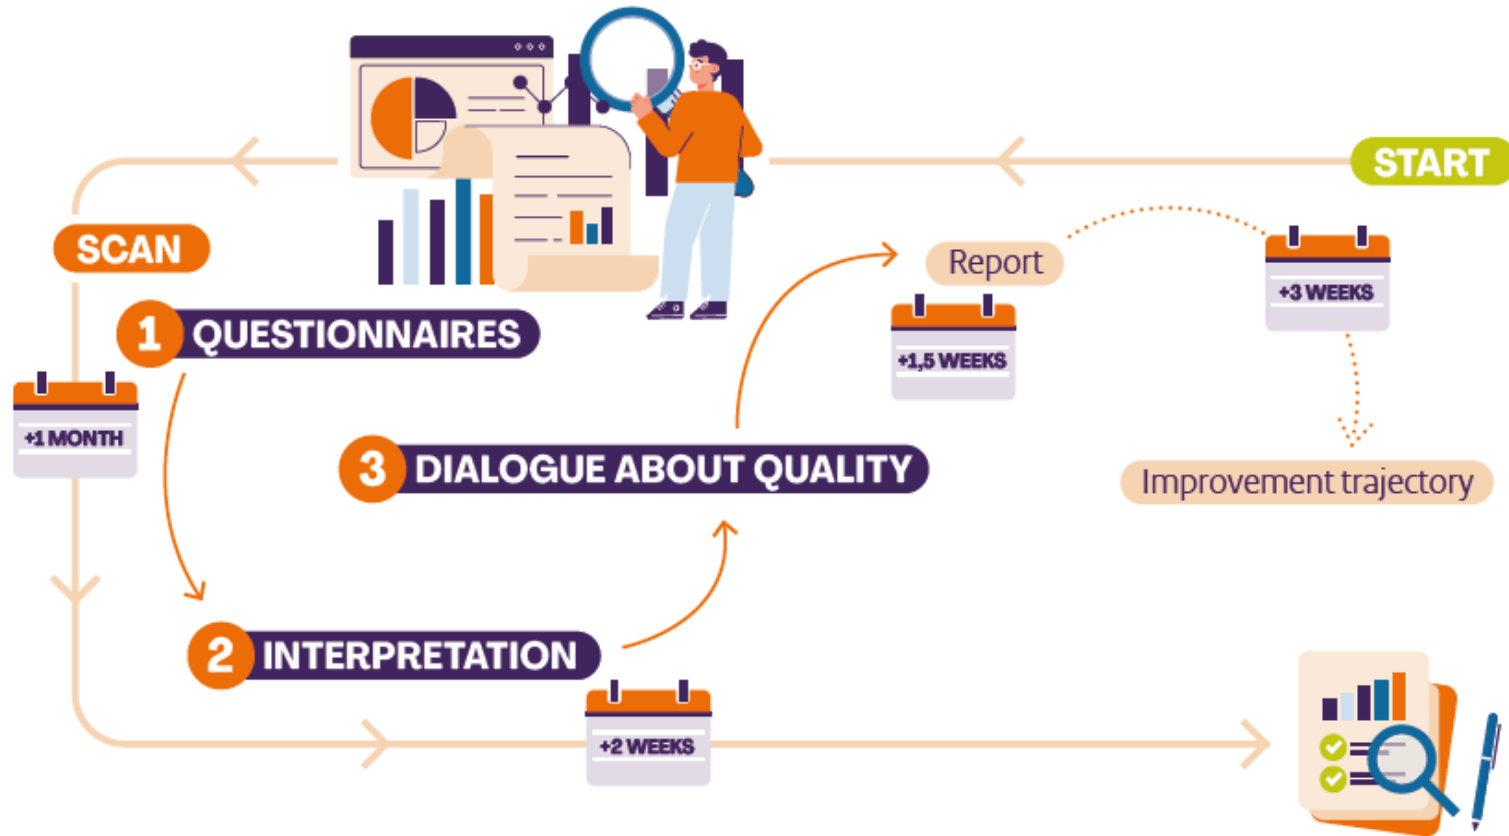 START
SCAN
Report
+3 WEEKS
1 QUESTIONNAIRES
+1,5 WEEKS
+1 MONTH
3 DIALOGUE ABOUT QUALITY
Improvement trajectory
2 INTERPRETATION
+2 WEEKS